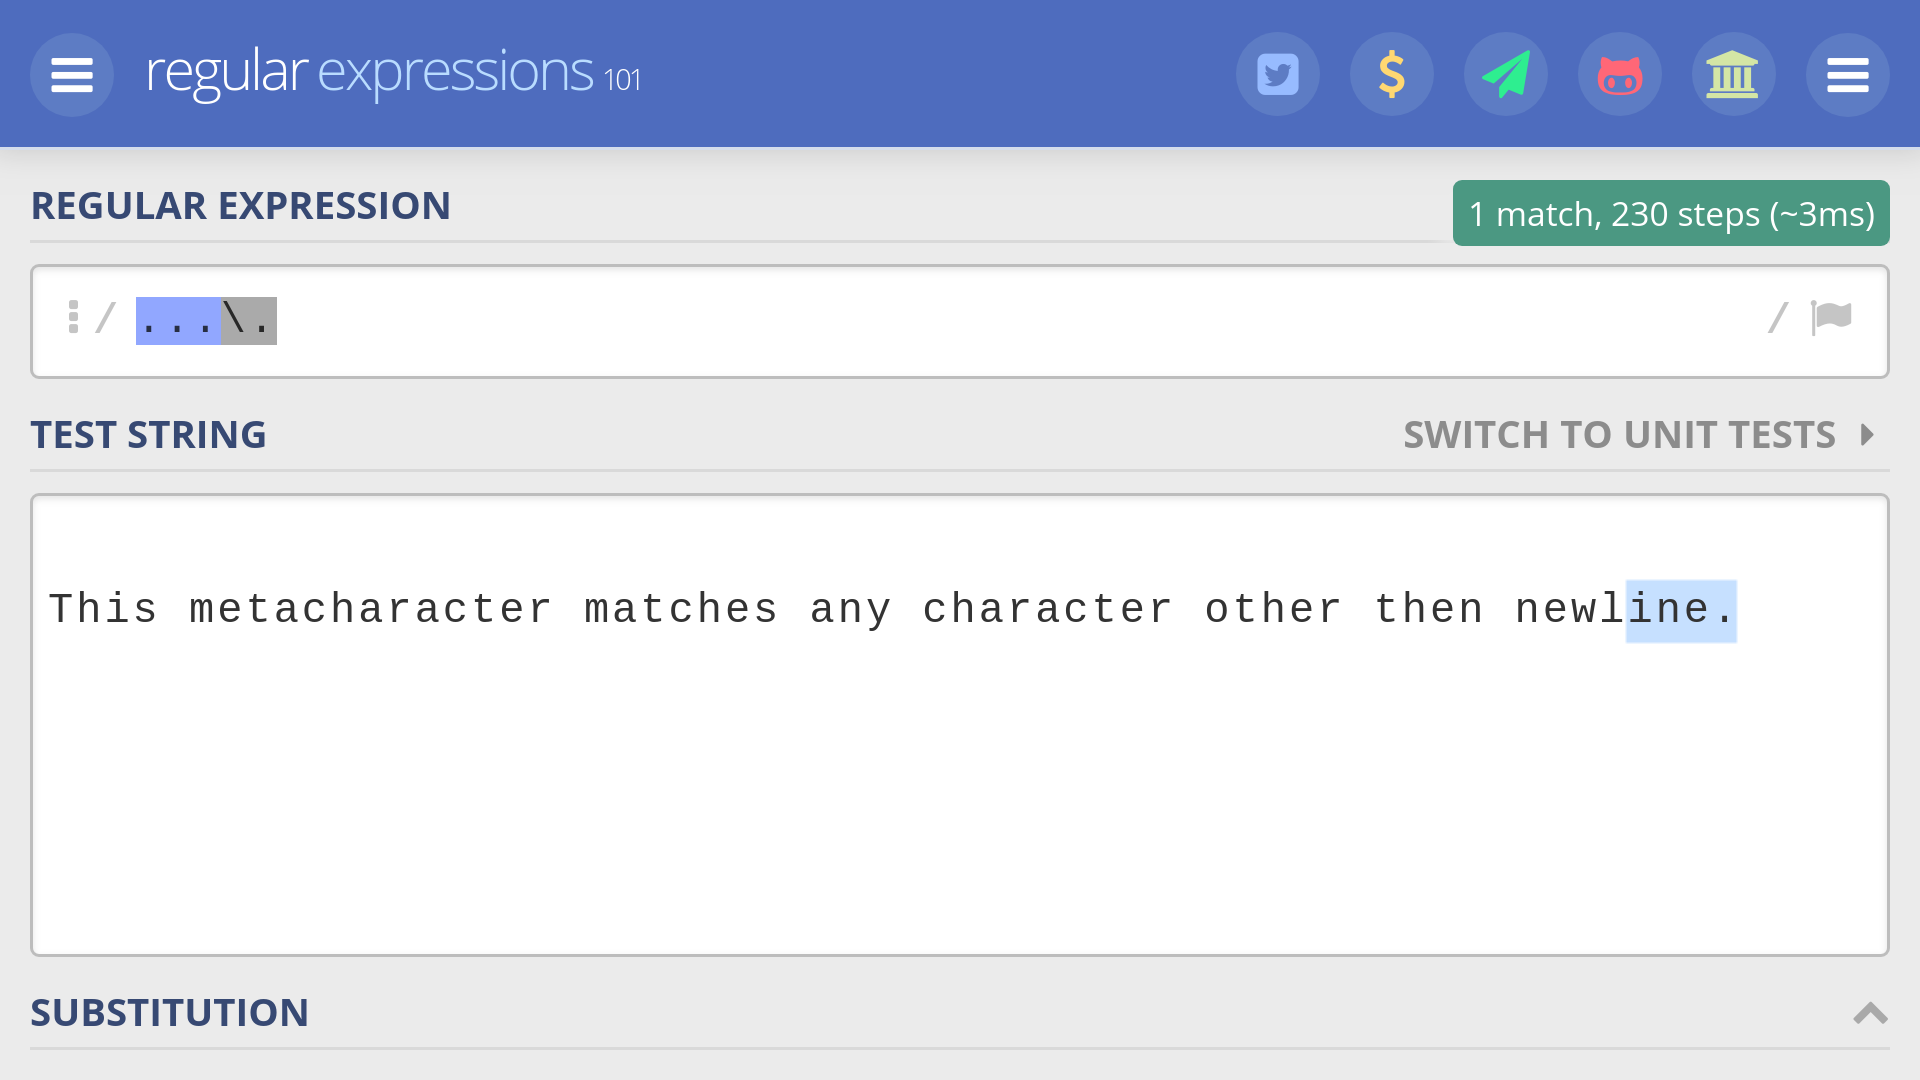 regular expressions 101
REGULAR EXPRESSION
1 match, 230 steps (~3ms)
/ ...\. /
TEST STRING
SWITCH TO UNIT TESTS
This metacharacter matches any character other then newline.
SUBSTITUTION